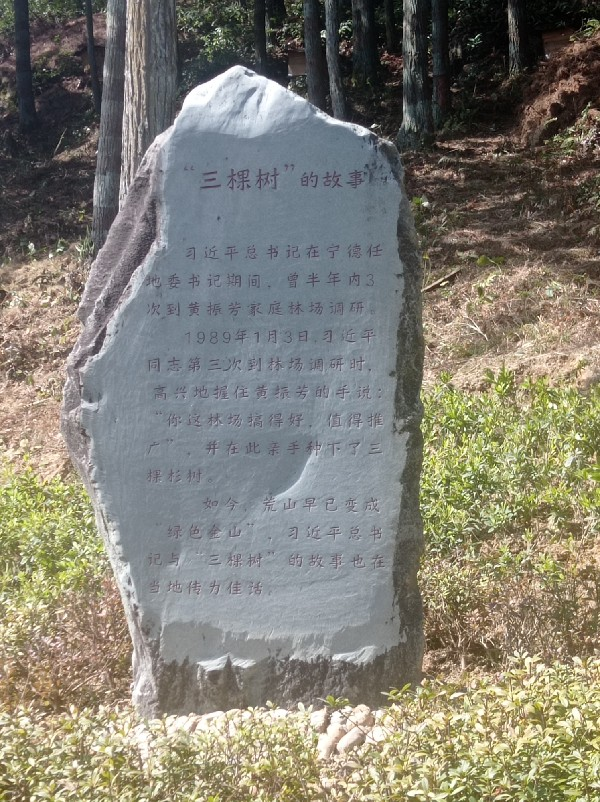 “三棵树”的故事
习近平总书记在宁德任
地委书记期间，曾半年内3
次到黄振芳家庭林场调研。
1989年1月3日，习近平
同志第三次到林场调研时，
高兴地握住黄振芳的手说：
“你这林场搞得好，值得推
广”，并在此亲手种下了三
棵杉树。
如今，荒山早已变成
“绿色金山”，习近平总书
记与“三棵树”的故事也在
当地传为佳话。